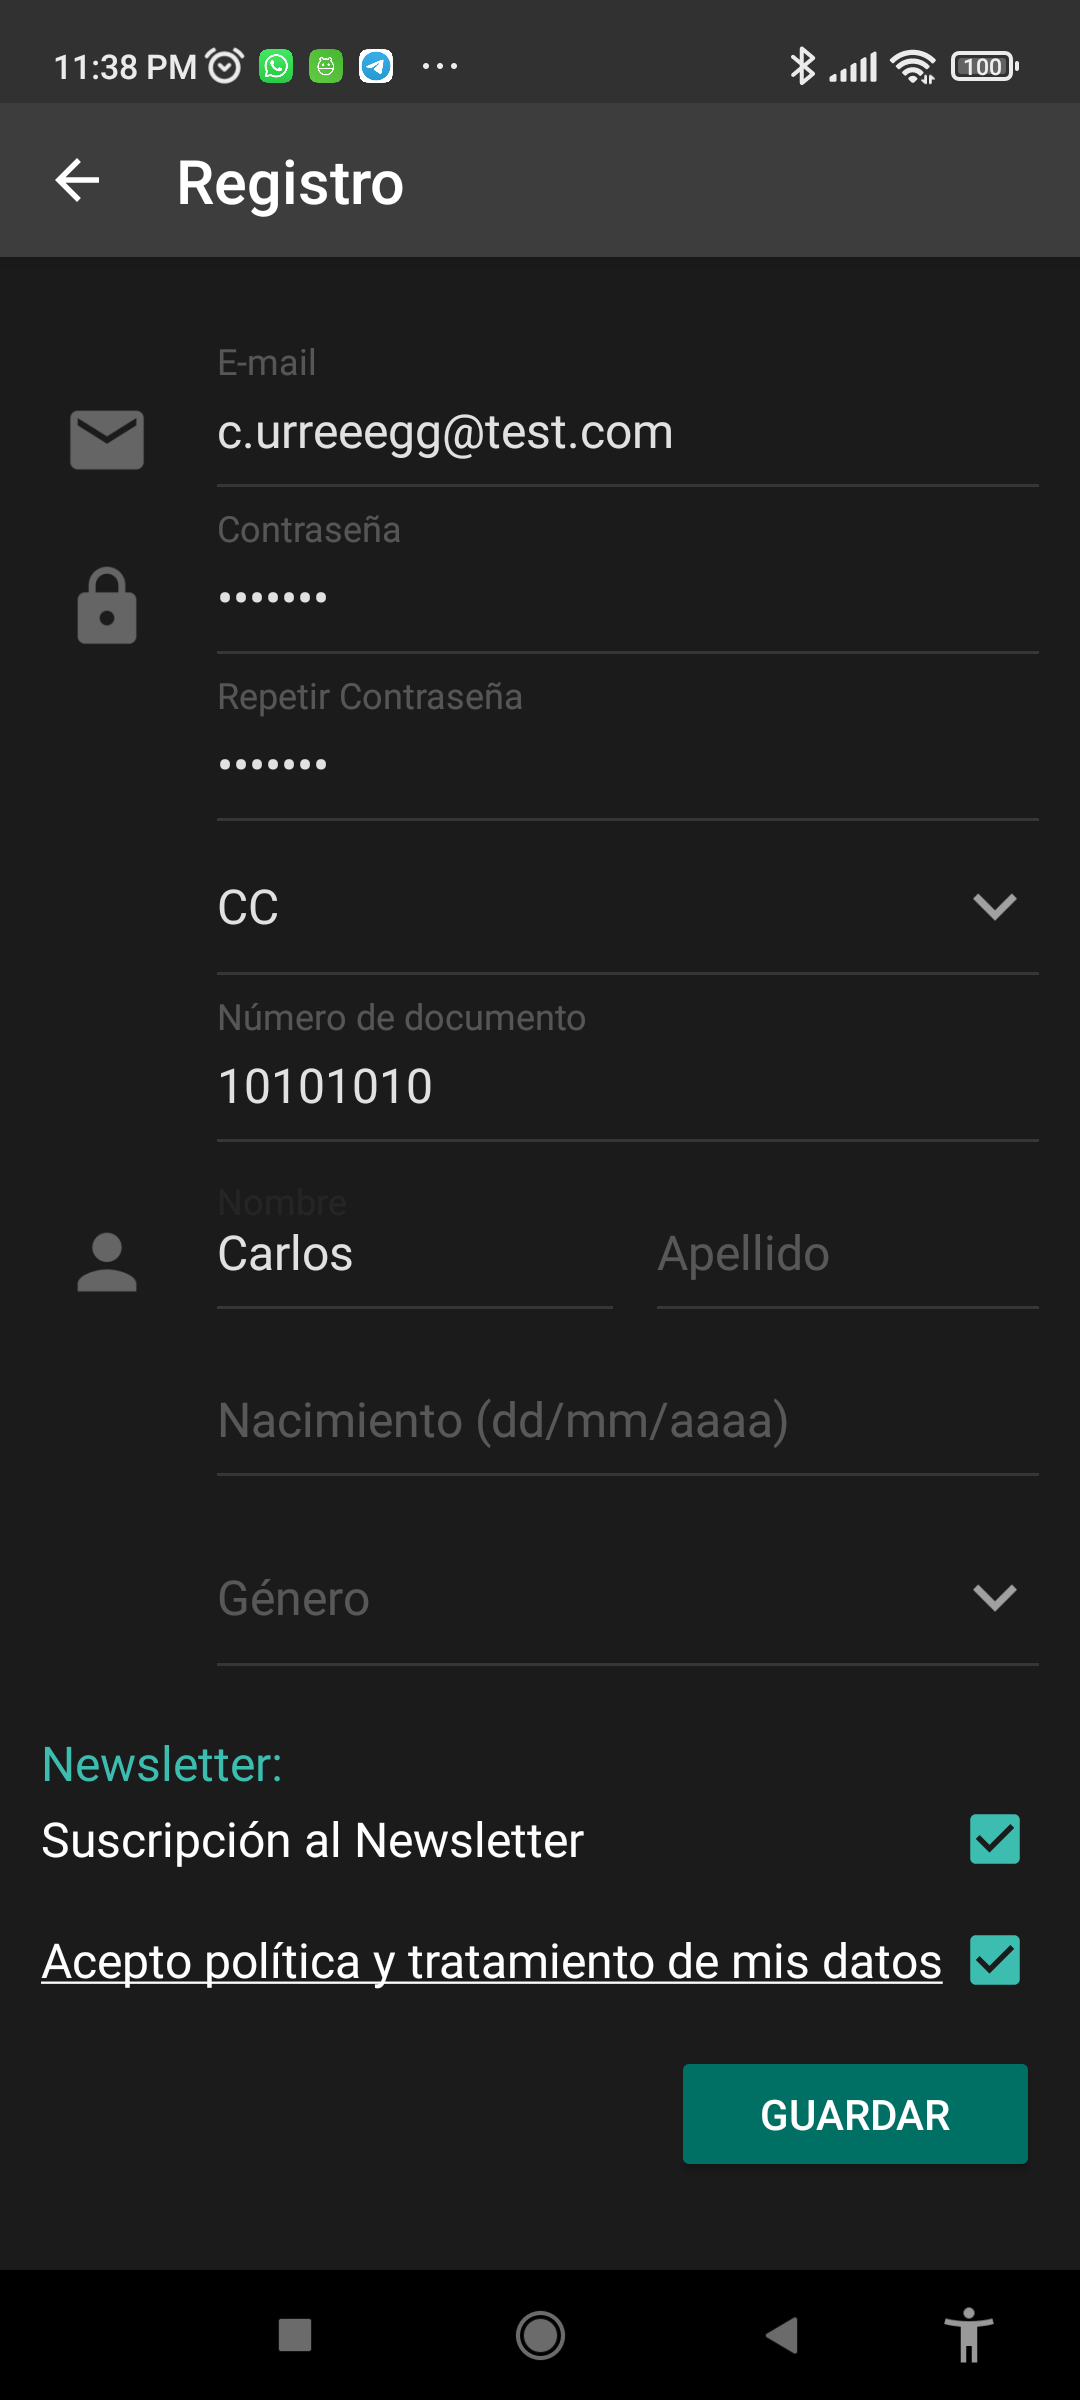 11:38 PM
100
Registro
E-mail
c.urreeegg@test.com
Contraseña
•••••••
Repetir Contraseña
•••••••
CC
Número de documento
10101010
Nombre
Carlos
Apellido
Nacimiento (dd/mm/aaaa)
Género
Newsletter:
Suscripción al Newsletter
Acepto política y tratamiento de mis datos
GUARDAR